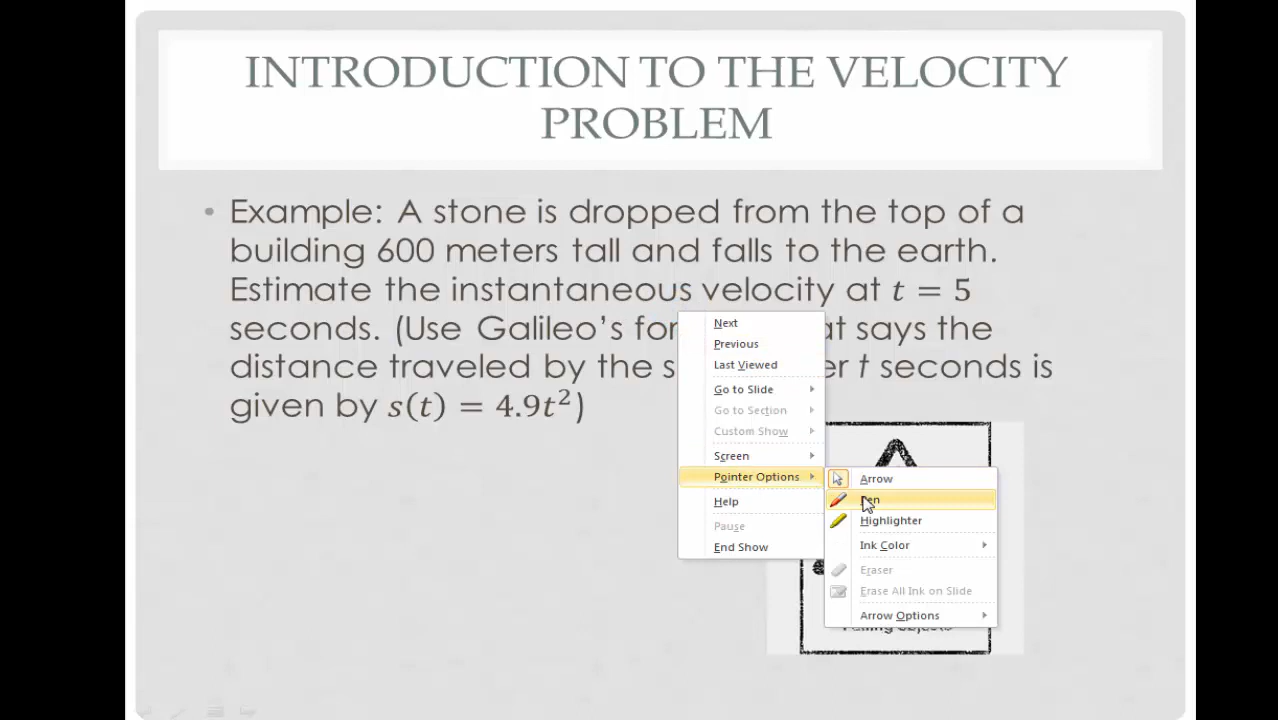 INTRODUCTION TO THE VELOCITY
PROBLEM
• Example: A stone is dropped from the top of a
building 600 meters tall and falls to the earth.
Estimate the instantaneous velocity at t = 5
seconds. (Use Galileo's for at says the
distance traveled by the s er t seconds is
given by s(t) = 4.9t²)
Next
Previous
Last Viewed
Go to Slide
Go to Section
Custom Show
Screen
Pointer Options
Help
Pause
End Show
Arrow
Pen
Highlighter
Ink Color
Eraser
Erase All Ink on Slide
Arrow Options